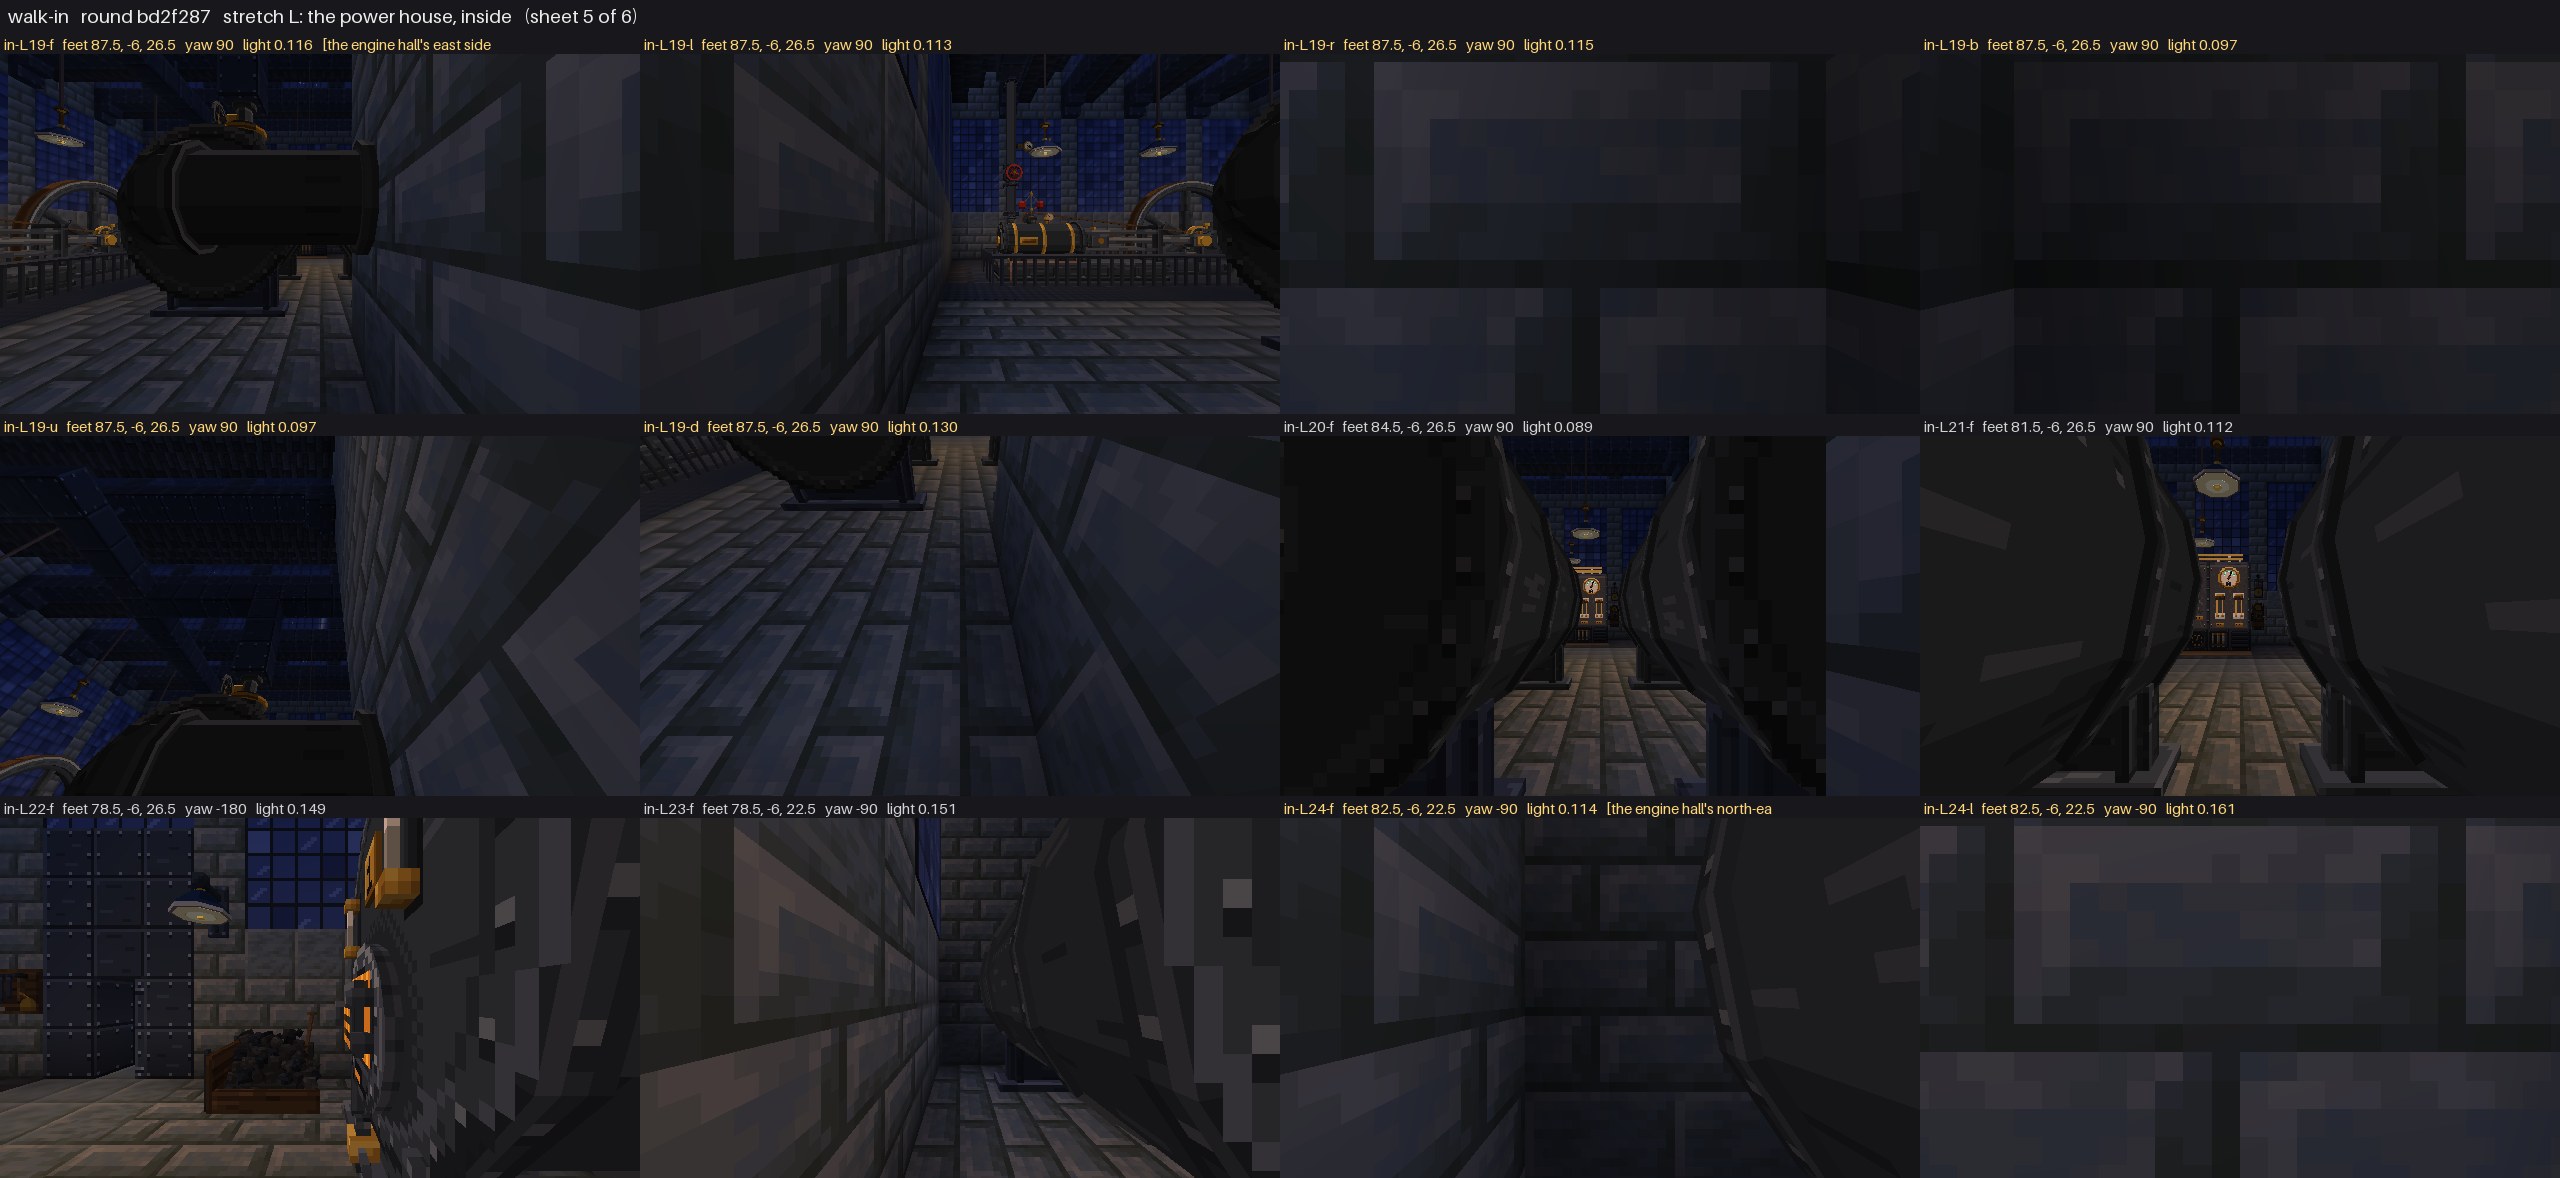 walk-in   round bd2f287   stretch L: the power house, inside   (sheet 5 of 6)
in-L19-f  feet 87.5, -6, 26.5   yaw 90   light 0.116   [the engine hall's east side
in-L19-l  feet 87.5, -6, 26.5   yaw 90   light 0.113
in-L19-r  feet 87.5, -6, 26.5   yaw 90   light 0.115
in-L19-b  feet 87.5, -6, 26.5   yaw 90   light 0.097
in-L19-u  feet 87.5, -6, 26.5   yaw 90   light 0.097
in-L19-d  feet 87.5, -6, 26.5   yaw 90   light 0.130
in-L20-f  feet 84.5, -6, 26.5   yaw 90   light 0.089
in-L21-f  feet 81.5, -6, 26.5   yaw 90   light 0.112
in-L22-f  feet 78.5, -6, 26.5   yaw -180   light 0.149
in-L23-f  feet 78.5, -6, 22.5   yaw -90   light 0.151
in-L24-f  feet 82.5, -6, 22.5   yaw -90   light 0.114   [the engine hall's north-ea
in-L24-l  feet 82.5, -6, 22.5   yaw -90   light 0.161